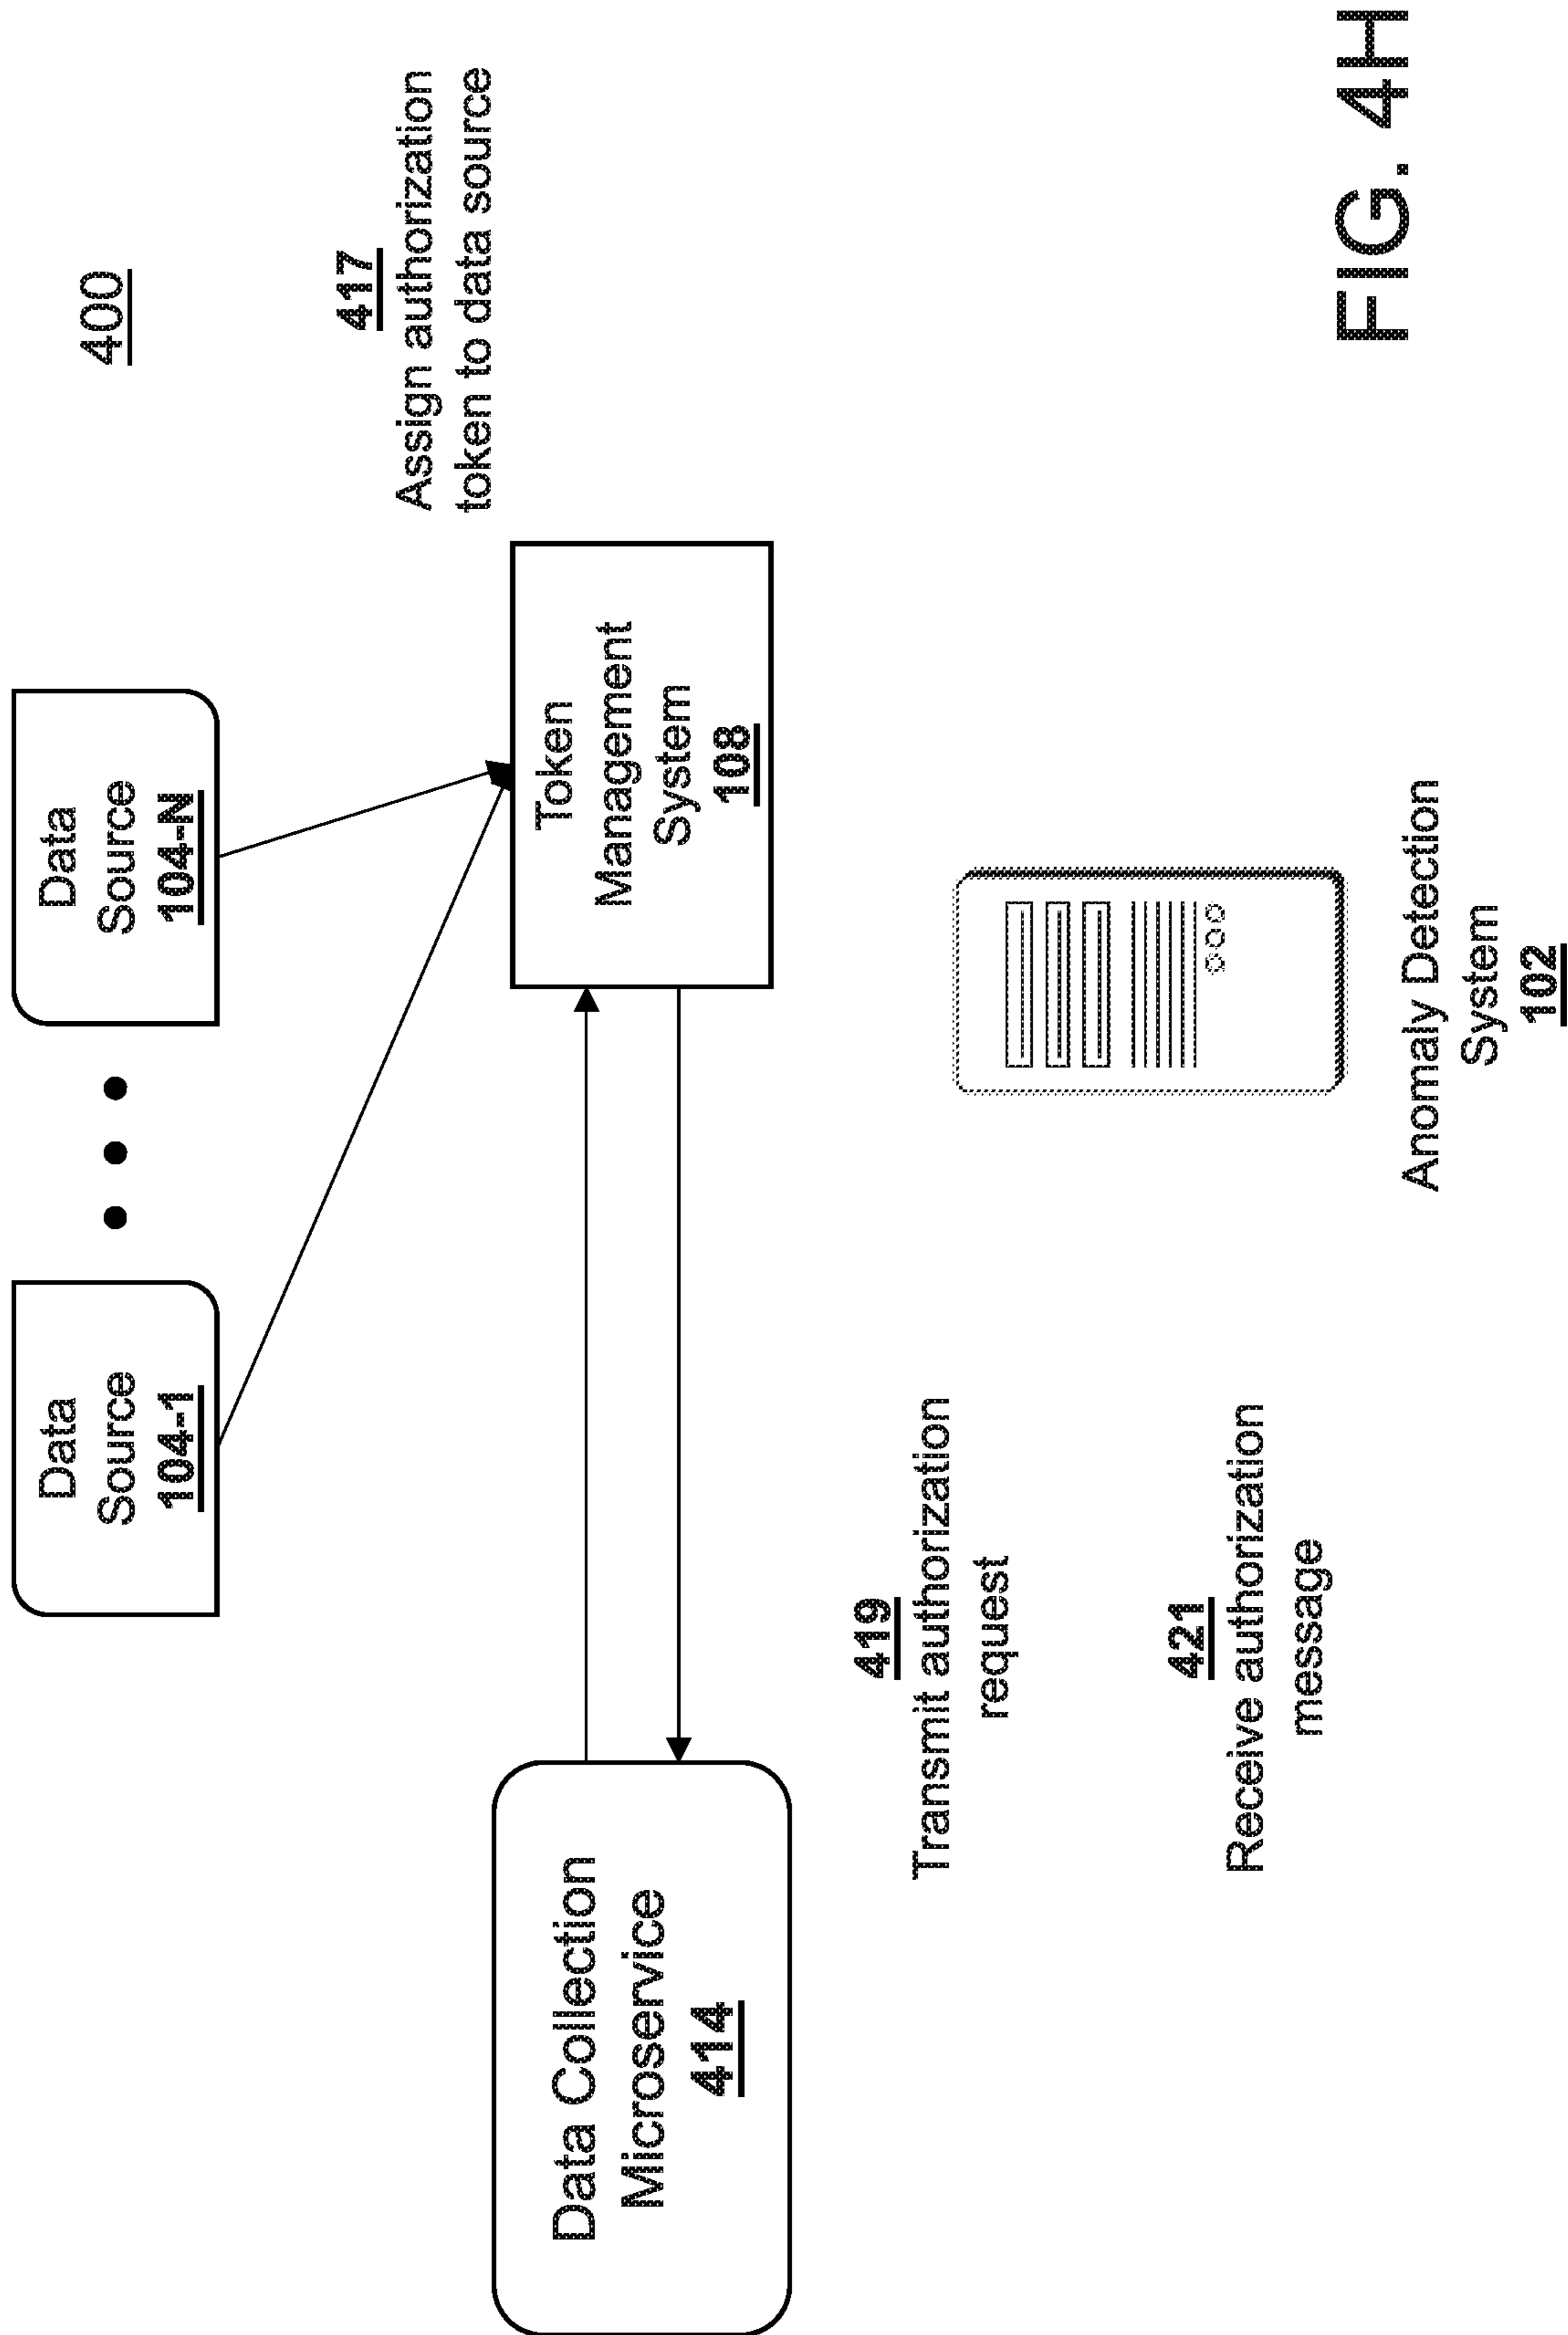 400
Data
Source
104-1
Data
Source
104-N
417
Assign authorization
token to data source
Data Collection
Microservice
414
Token
Management
System
108
419
Transmit authorization
request
421
Receive authorization
message
Anomaly Detection
System
102
FIG. 4H